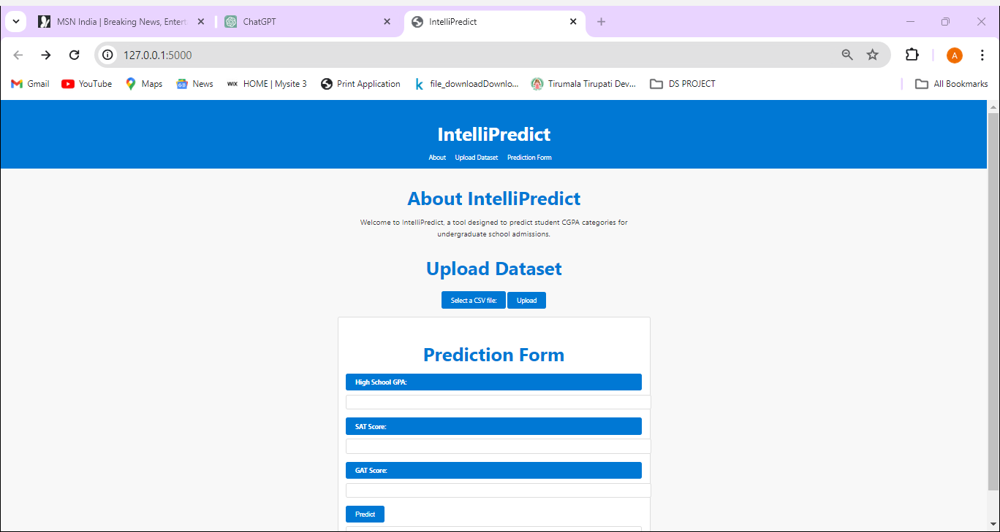 MSN India | Breaking News, Entert
ChatGPT
IntelliPredict
127.0.0.1:5000
A
Gmail
YouTube
Maps
News
WIX HOME | Mysite 3
Print Application
k file_downloadDownlo...
Tirumala Tirupati Dev...
DS PROJECT
All Bookmarks
IntelliPredict
About Upload Dataset Prediction Form
About IntelliPredict
Welcome to IntelliPredict, a tool designed to predict student CGPA categories for
undergraduate school admissions.
Upload Dataset
Select a CSV file: Upload
Prediction Form
High School GPA:
SAT Score:
GAT Score:
Predict